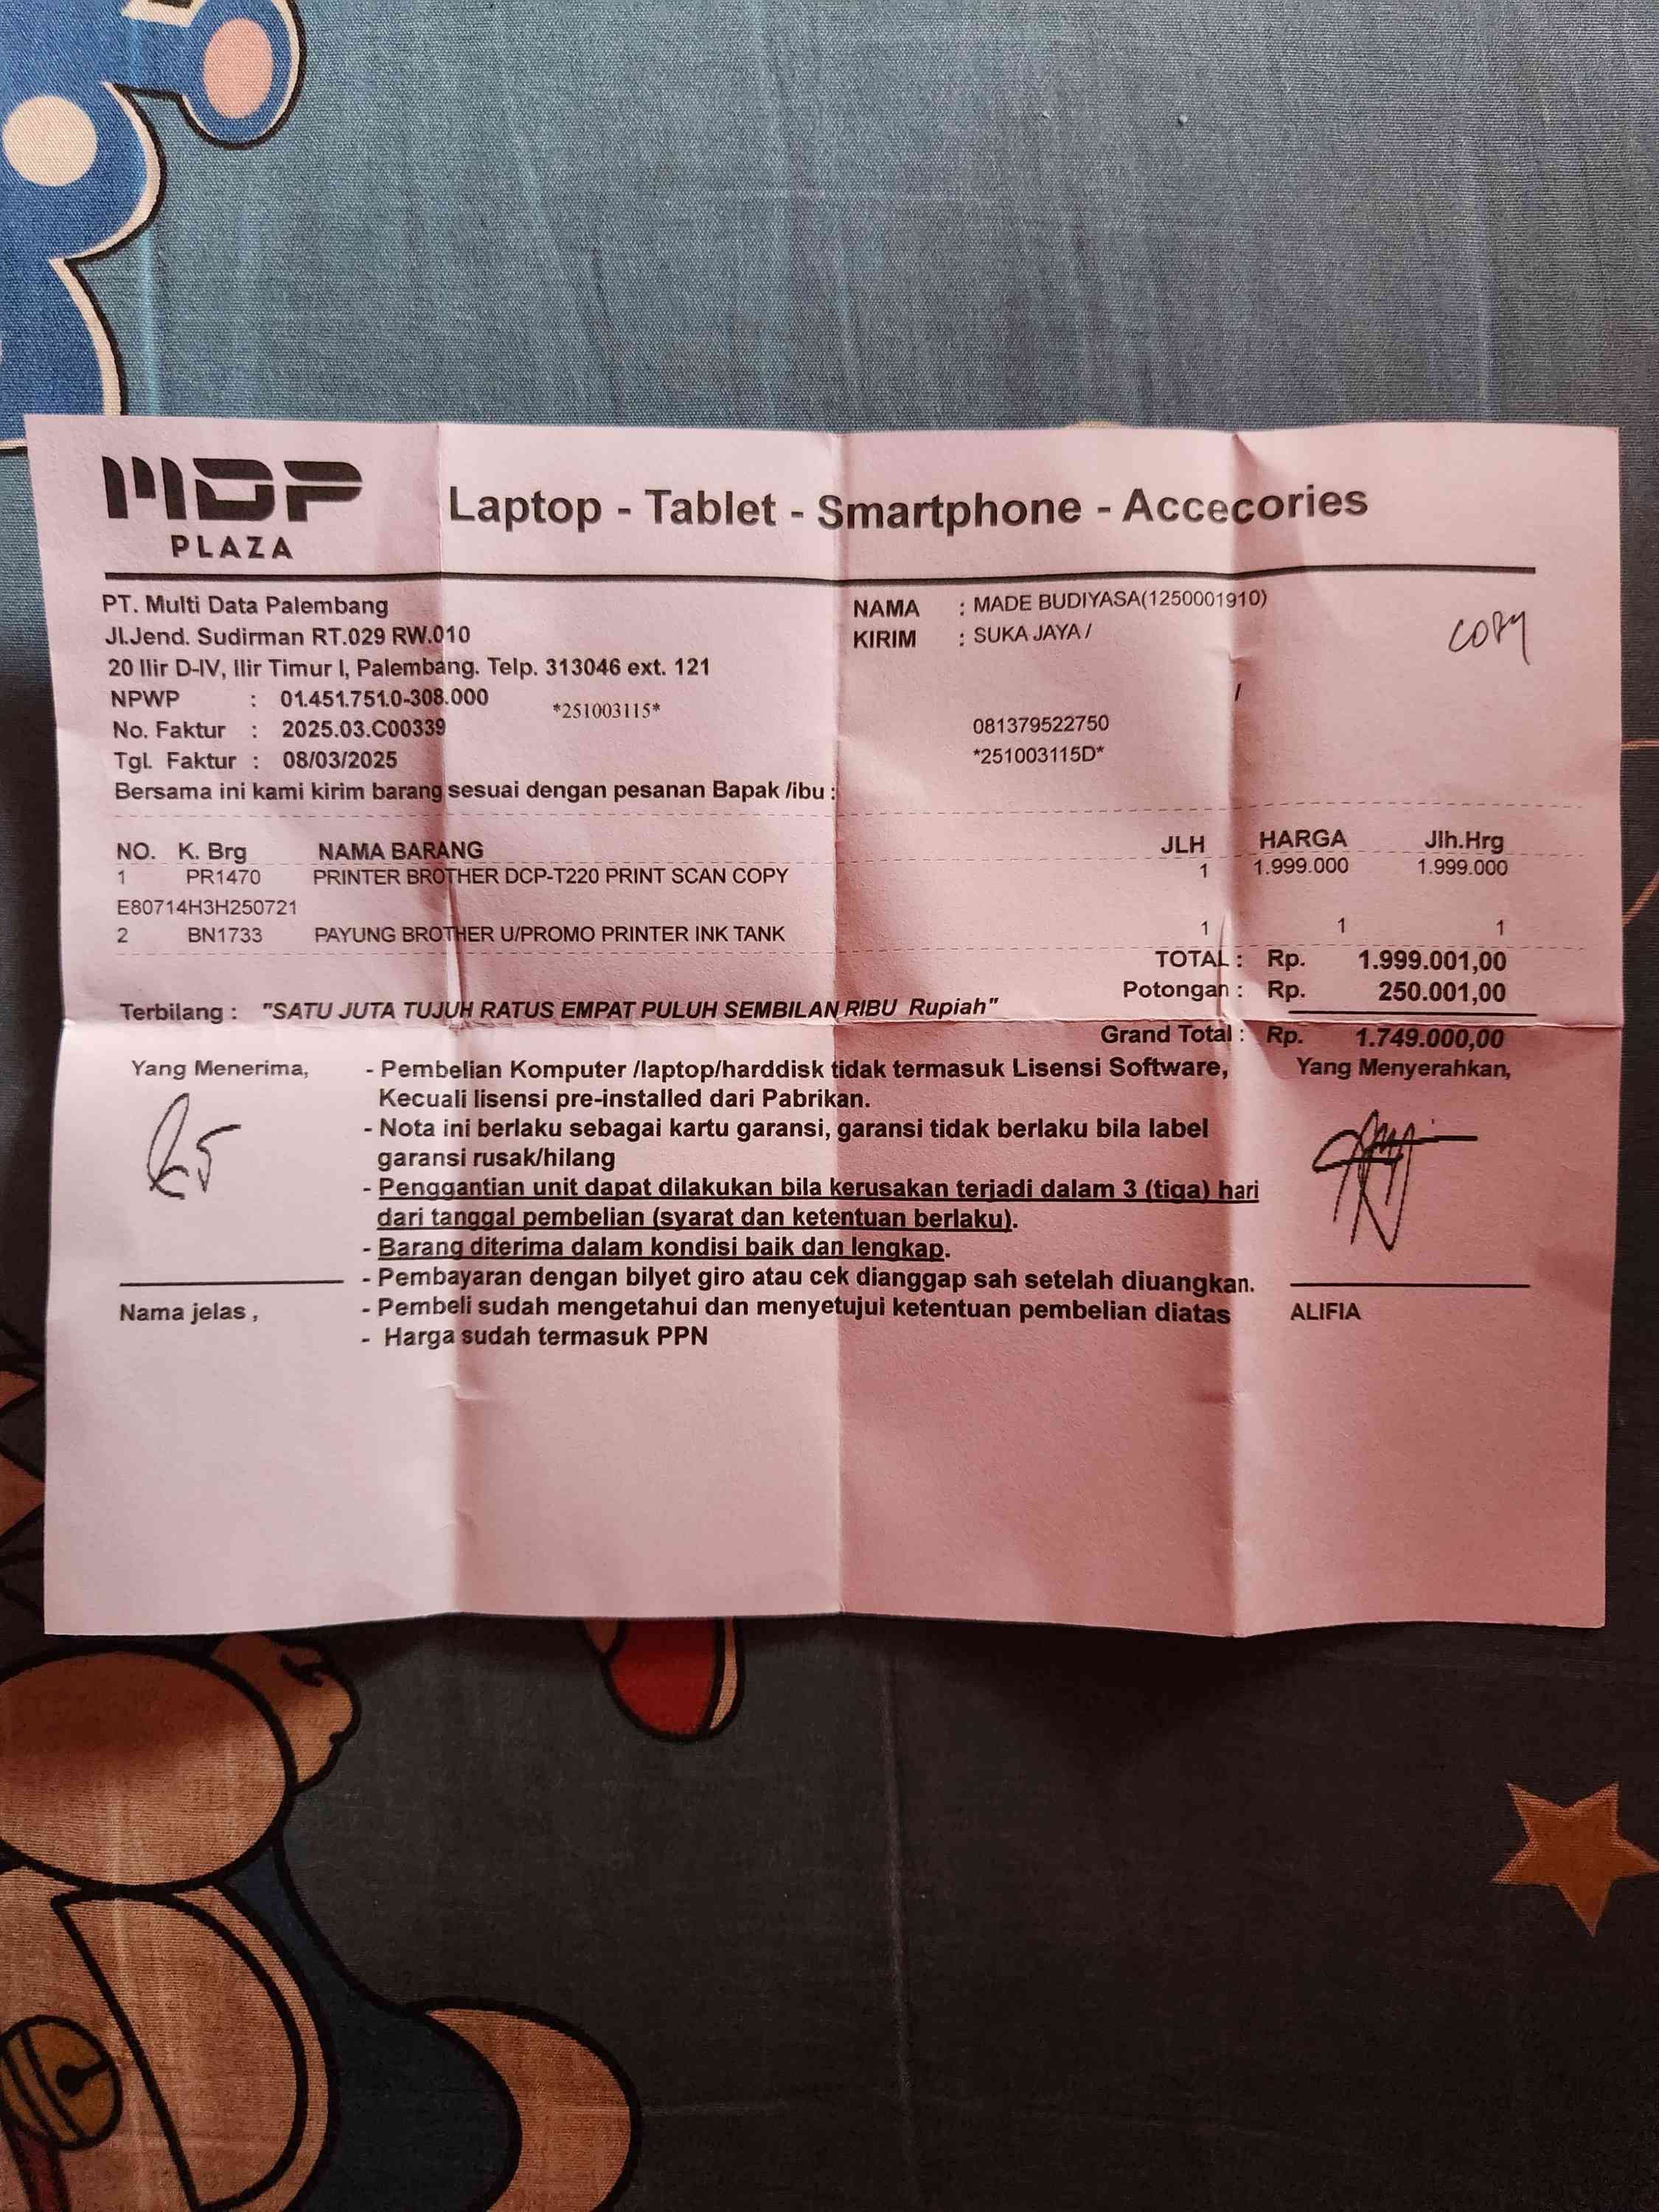 MDP
PLAZA
Laptop - Tablet - Smartphone - Accecories
PT. Multi Data Palembang
Jl.Jend. Sudirman RT.029 RW.010
20 Ilir D-IV, Ilir Timur I, Palembang. Telp. 313046 ext. 121
NPWP : 01.451.751.0-308.000
*251003115*
No. Faktur : 2025.03.C00339
Tgl. Faktur : 08/03/2025
NAMA : MADE BUDIYASA(1250001910)
KIRIM : SUKA JAYA /
/
081379522750
*251003115D*
COPY
Bersama ini kami kirim barang sesuai dengan pesanan Bapak /ibu :
NO. K. Brg NAMA BARANG JLH HARGA Jlh.Hrg
1 PR1470 PRINTER BROTHER DCP-T220 PRINT SCAN COPY 1 1.999.000 1.999.000
E80714H3H250721
2 BN1733 PAYUNG BROTHER U/PROMO PRINTER INK TANK 1 1 1
TOTAL : Rp. 1.999.001,00
Potongan : Rp. 250.001,00
Terbilang : "SATU JUTA TUJUH RATUS EMPAT PULUH SEMBILAN RIBU Rupiah"
Grand Total : Rp. 1.749.000,00
Yang Menerima,
- Pembelian Komputer /laptop/harddisk tidak termasuk Lisensi Software,
Kecuali lisensi pre-installed dari Pabrikan.
- Nota ini berlaku sebagai kartu garansi, garansi tidak berlaku bila label
garansi rusak/hilang
- Penggantian unit dapat dilakukan bila kerusakan terjadi dalam 3 (tiga) hari
dari tanggal pembelian (syarat dan ketentuan berlaku).
- Barang diterima dalam kondisi baik dan lengkap.
- Pembayaran dengan bilyet giro atau cek dianggap sah setelah diuangkan.
- Pembeli sudah mengetahui dan menyetujui ketentuan pembelian diatas
- Harga sudah termasuk PPN
Yang Menyerahkan,
Nama jelas ,
ALIFIA